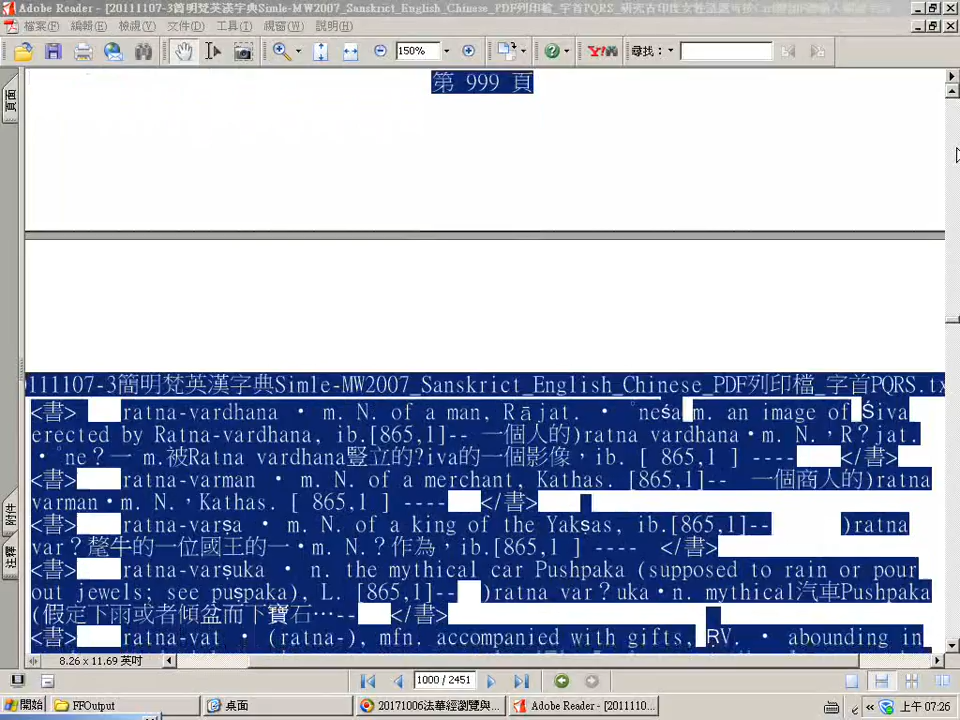 Adobe Reader - [20111107-3簡明梵英漢字典Simle-MW2007_Sanskrict_English_Chinese_PDF列印檔_字首PQRS_研究古印
檔案(F) 編輯(E) 檢視(V) 文件(D) 工具(T) 視窗(W) 說明(H)
150% Y! 尋找:
頁面
第 999 頁
0111107-3簡明梵英漢字典Simle-MW2007_Sanskrict_English_Chinese_PDF列印檔_字首PQRS.tx
<書> ratna-vardhana • m. N. of a man, Rājat. • °neśa m. an image of Śiva
erected by Ratna-vardhana, ib.[865,1]-- 一個人的)ratna vardhana•m. N.，R?jat.
•°ne？一 m.被Ratna vardhana豎立的?iva的一個影像，ib. [ 865,1 ] ---- </書>
<書> ratna-varman • m. N. of a merchant, Kathas. [865,1]-- 一個商人的)ratna
varman•m. N.，Kathas. [ 865,1 ] ---- </書>
<書> ratna-varṣa • m. N. of a king of the Yakṣas, ib.[865,1]-- )ratna
var？氂牛的一位國王的一•m. N.？作為，ib.[865,1 ] ---- </書>
<書> ratna-varṣuka • n. the mythical car Pushpaka (supposed to rain or pour
out jewels; see puṣpaka), L. [865,1]-- )ratna var？uka•n. mythical汽車Pushpaka
(假定下雨或者傾盆而下寶石…-- </書>
<書> ratna-vat • (ratna-), mfn. accompanied with gifts, ṚV. • abounding in
附件
註釋
8.26 x 11.69 英吋
1000 / 2451
開始 FFOutput 桌面 20171006法華經瀏覽與... Adobe Reader - [2011110... 上午 07:26